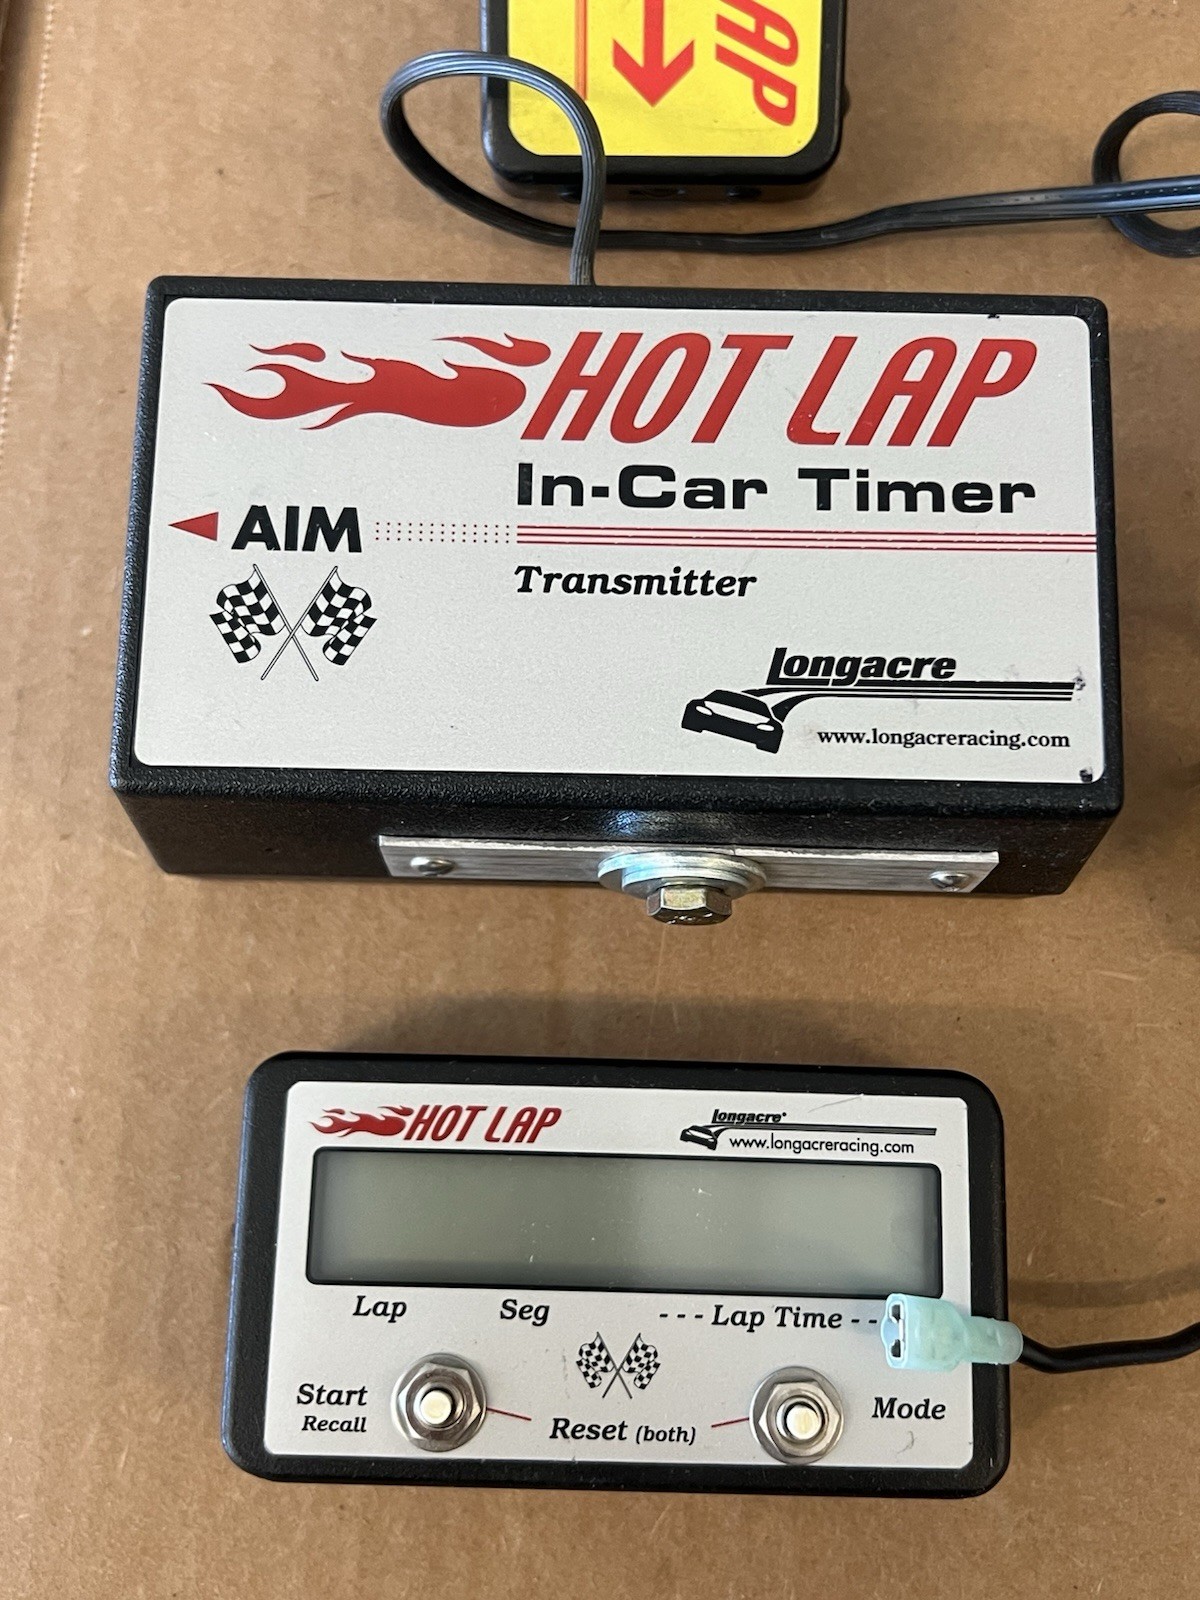 LAP
HOT LAP
In-Car Timer
AIM
Transmitter
Longacre
www.longacreracing.com
HOT LAP
Longacre®
www.longacreracing.com
Lap Seg --- Lap Time --
Start
Recall
Reset (both)
Mode